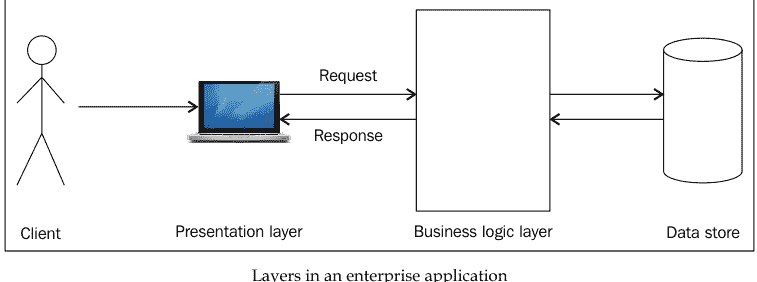 Request
Response
Client
Presentation layer
Business logic layer
Data store
Layers in an enterprise application